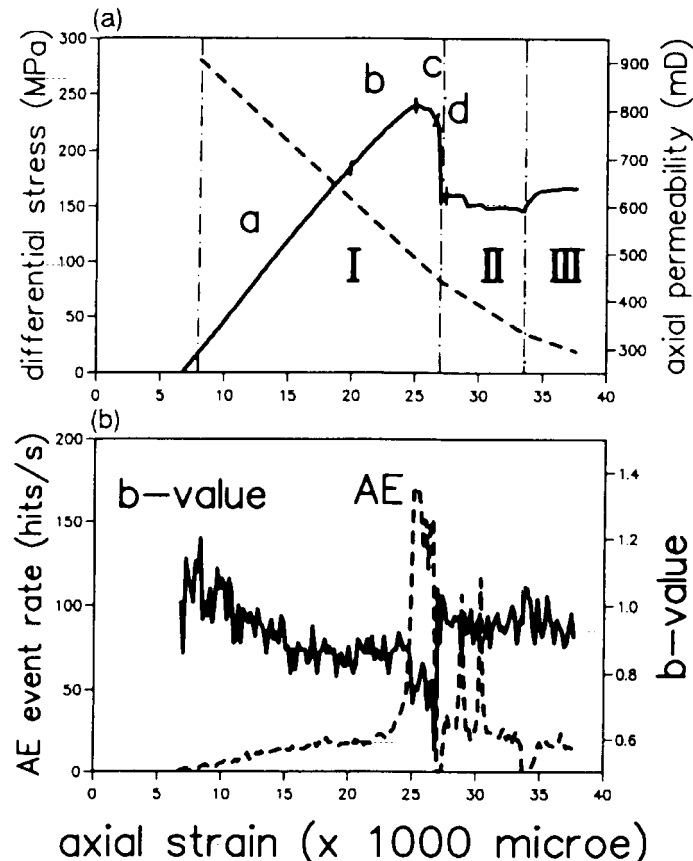 (a)
differential stress (MPa)
300
250
200
150
100
50
0
a
b
c
d
I
II
III
900
800
700
600
500
400
300
axial permeability (mD)
0 5 10 15 20 25 30 35 40
(b)
AE event rate (hits/s)
200
150
100
50
0
b-value
AE
1.4
1.2
1.0
0.8
0.6
b-value
0 5 10 15 20 25 30 35 40
axial strain (x 1000 microe)